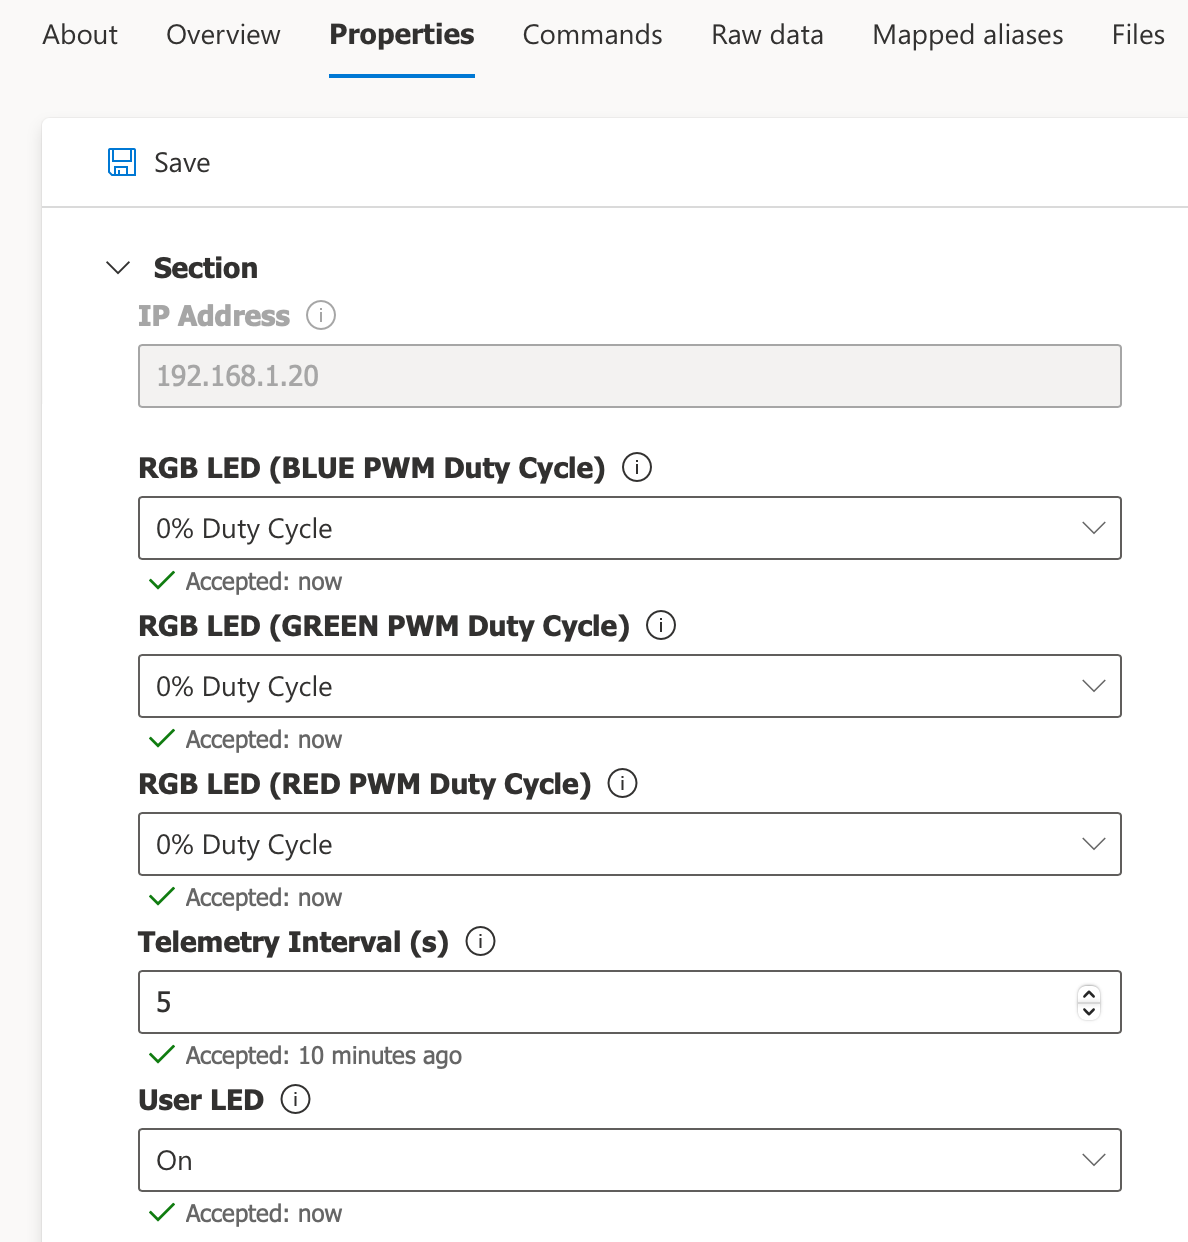 About Overview Properties Commands Raw data Mapped aliases Files
Save
Section
IP Address
192.168.1.20
RGB LED (BLUE PWM Duty Cycle)
0% Duty Cycle
Accepted: now
RGB LED (GREEN PWM Duty Cycle)
0% Duty Cycle
Accepted: now
RGB LED (RED PWM Duty Cycle)
0% Duty Cycle
Accepted: now
Telemetry Interval (s)
5
Accepted: 10 minutes ago
User LED
On
Accepted: now